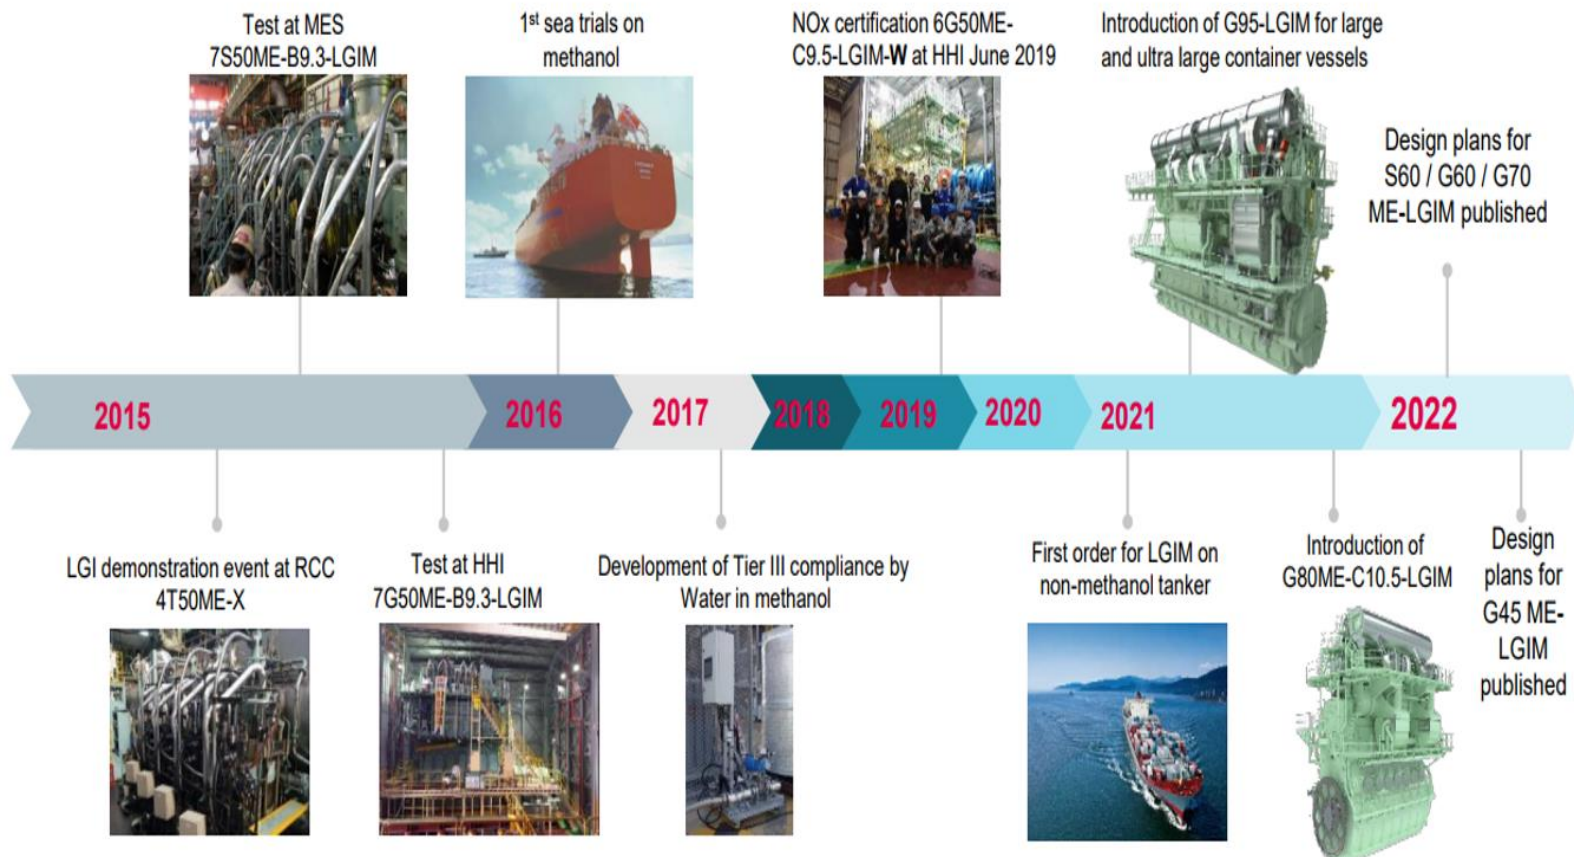 Test at MES
7S50ME-B9.3-LGIM
1st sea trials on
methanol
NOx certification 6G50ME-
C9.5-LGIM-W at HHI June 2019
Introduction of G95-LGIM for large
and ultra large container vessels
Design plans for
S60 / G60 / G70
ME-LGIM published
2015
2016
2017
2018
2019
2020
2021
2022
LGI demonstration event at RCC
4T50ME-X
Test at HHI
7G50ME-B9.3-LGIM
Development of Tier III compliance by
Water in methanol
First order for LGIM on
non-methanol tanker
Introduction of
G80ME-C10.5-LGIM
Design
plans for
G45 ME-
LGIM
published